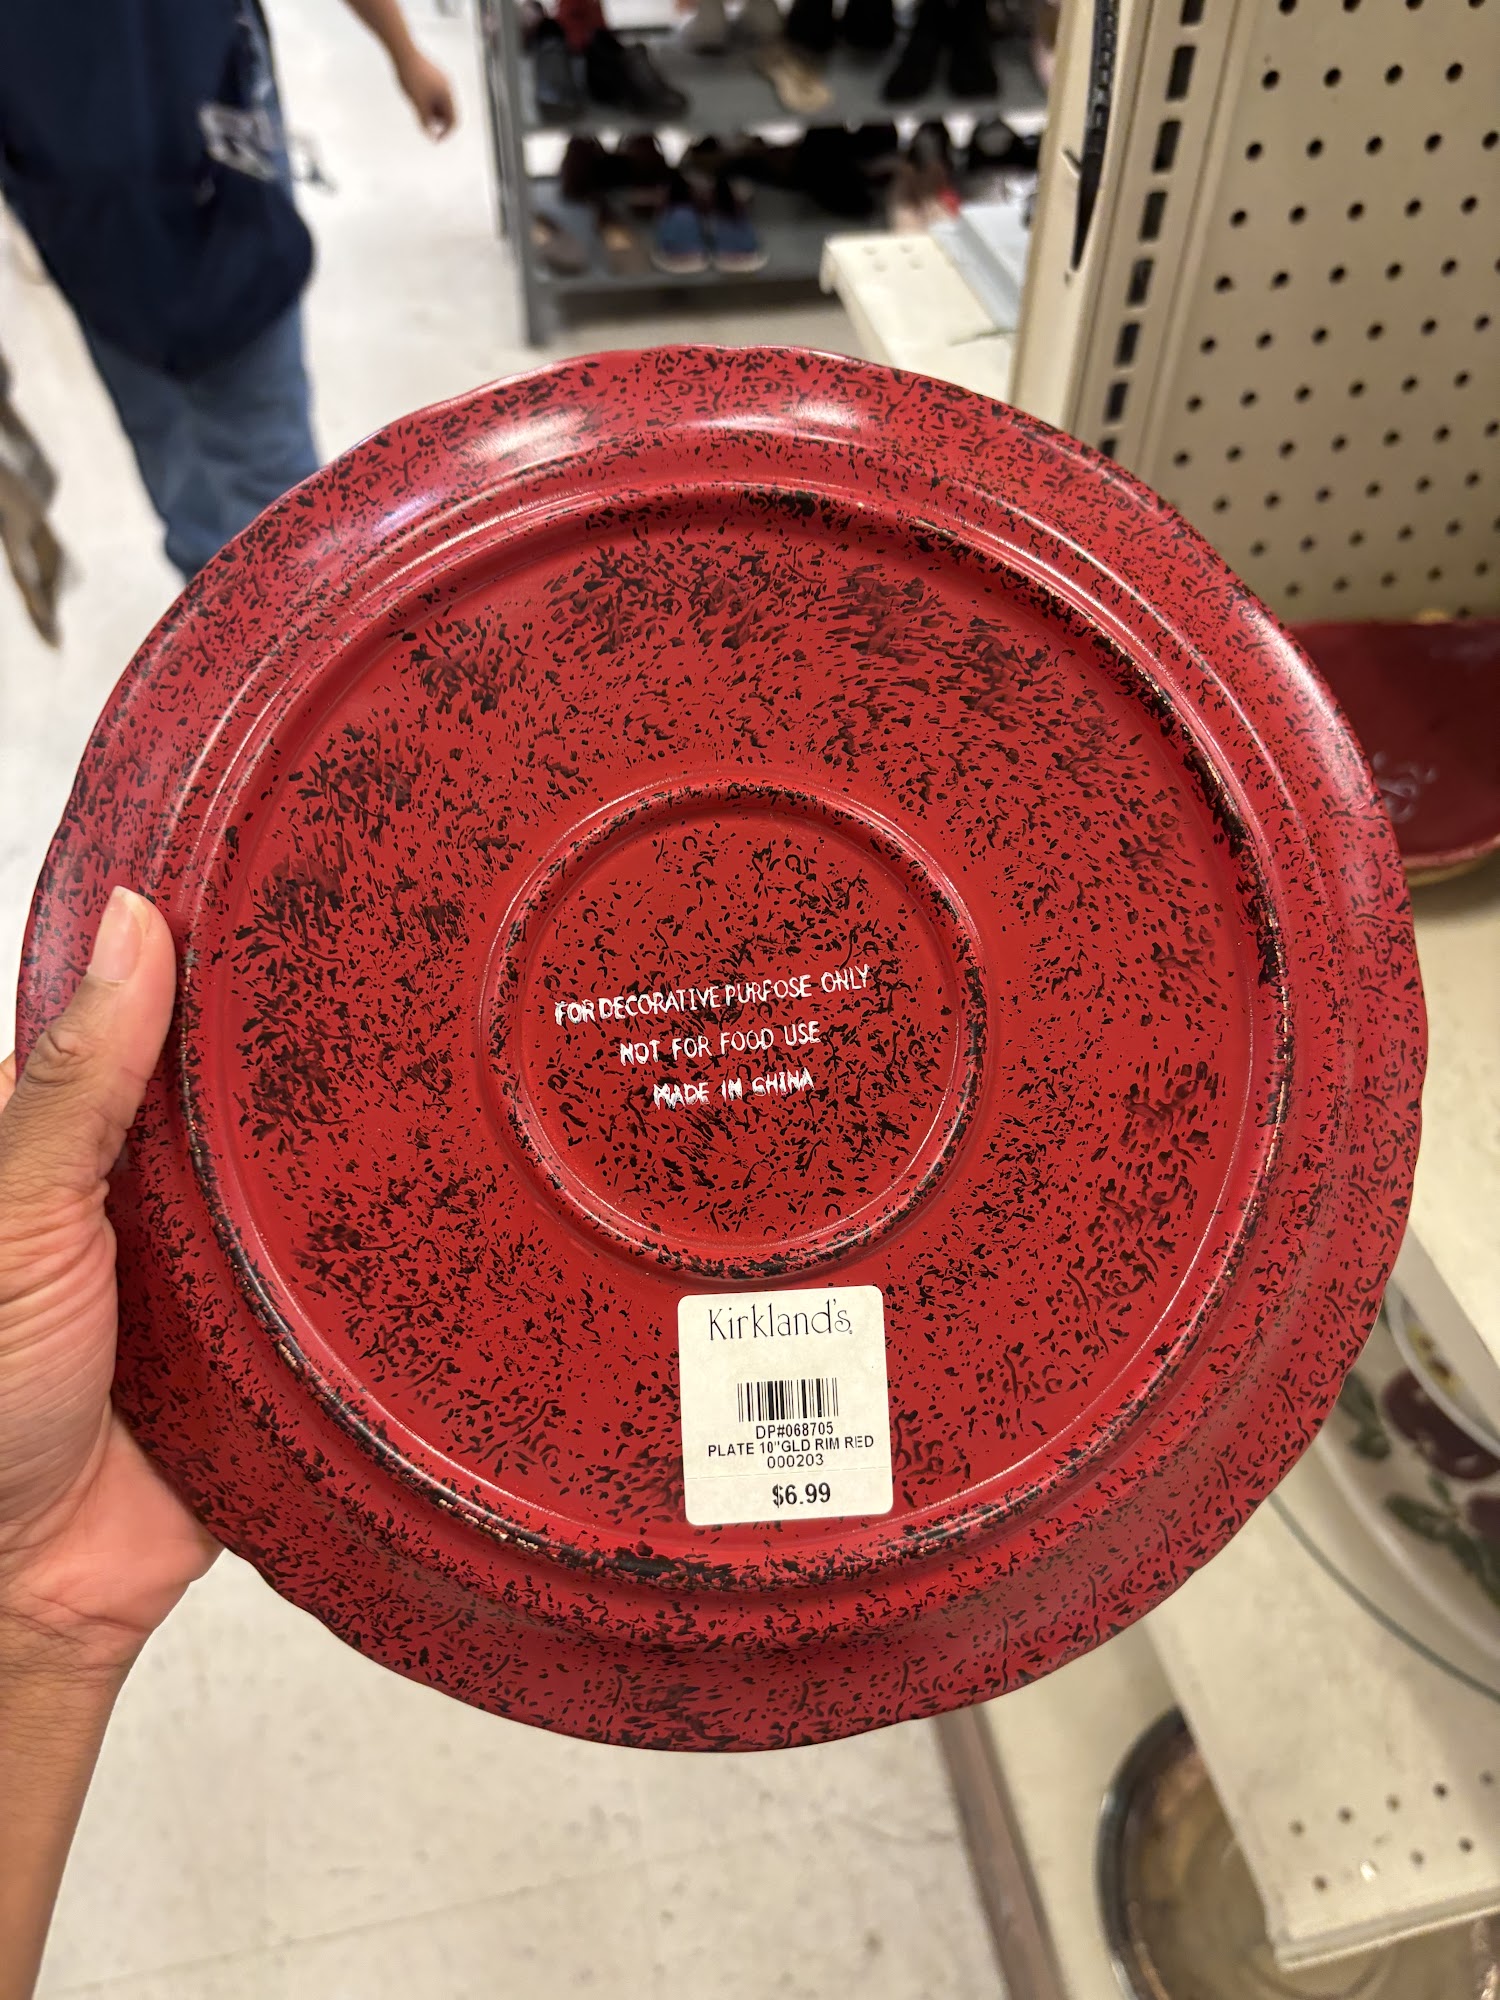 FOR DECORATIVE PURPOSE ONLY
NOT FOR FOOD USE
MADE IN CHINA
Kirkland's
DP#068705
PLATE 10"GLD RIM RED
000203
$6.99